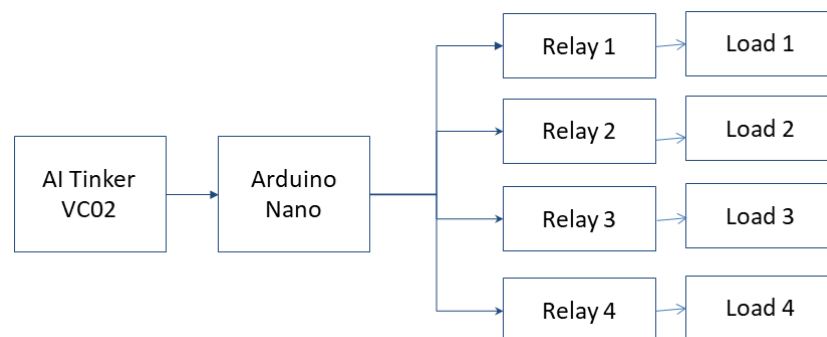 Relay 1
Load 1
Relay 2
Load 2
AI Tinker
VC02
Arduino
Nano
Relay 3
Load 3
Relay 4
Load 4